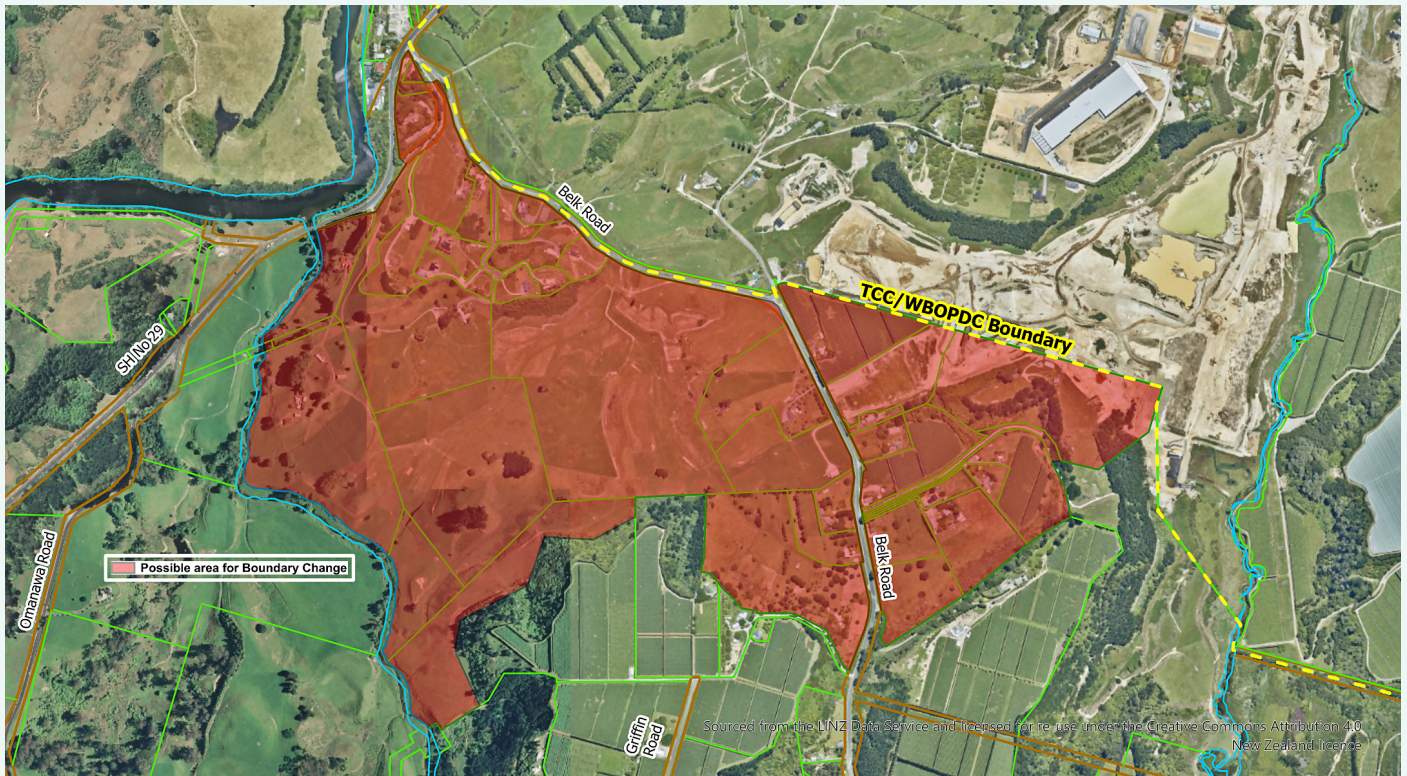 Belk Road
TCC/WBOPDC Boundary
SH No 29
Omanawa Road
Possible area for Boundary Change
Belk Road
Griffin
Road
Sourced from the LINZ Data Service and licensed for re use under the Creative Commons Attribution 4.0
New Zealand licence